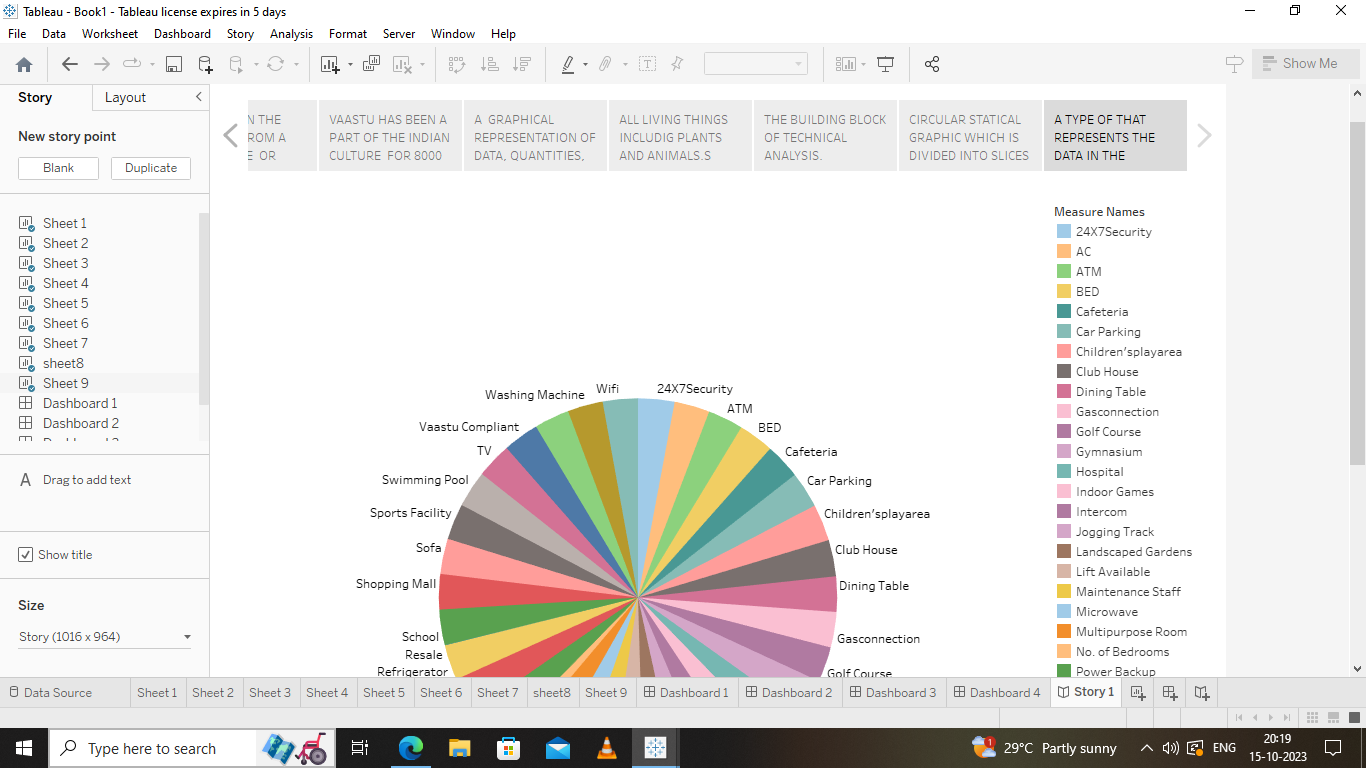 Tableau - Book1 - Tableau license expires in 5 days
File Data Worksheet Dashboard Story Analysis Format Server Window Help
Show Me
Story Layout
New story point
Blank Duplicate
Sheet 1
Sheet 2
Sheet 3
Sheet 4
Sheet 5
Sheet 6
Sheet 7
sheet8
Sheet 9
Dashboard 1
Dashboard 2
A Drag to add text
Show title
Size
Story (1016 x 964)
N THE
ROM A
E OR
VAASTU HAS BEEN A
PART OF THE INDIAN
CULTURE FOR 8000
A GRAPHICAL
REPRESENTATION OF
DATA, QUANTITIES,
ALL LIVING THINGS
INCLUDIG PLANTS
AND ANIMALS.S
THE BUILDING BLOCK
OF TECHNICAL
ANALYSIS.
CIRCULAR STATICAL
GRAPHIC WHICH IS
DIVIDED INTO SLICES
A TYPE OF THAT
REPRESENTS THE
DATA IN THE
Wifi
24X7Security
Washing Machine
ATM
Vaastu Compliant
BED
TV
Cafeteria
Swimming Pool
Car Parking
Sports Facility
Children'splayarea
Sofa
Club House
Shopping Mall
Dining Table
School
Gasconnection
Resale
Refrigerator
Golf Course
Measure Names
24X7Security
AC
ATM
BED
Cafeteria
Car Parking
Children'splayarea
Club House
Dining Table
Gasconnection
Golf Course
Gymnasium
Hospital
Indoor Games
Intercom
Jogging Track
Landscaped Gardens
Lift Available
Maintenance Staff
Microwave
Multipurpose Room
No. of Bedrooms
Power Backup
Data Source Sheet 1 Sheet 2 Sheet 3 Sheet 4 Sheet 5 Sheet 6 Sheet 7 sheet8 Sheet 9 Dashboard 1 Dashboard 2 Dashboard 3 Dashboard 4 Story 1
Type here to search
1
29°C Partly sunny
ENG
20:19
15-10-2023